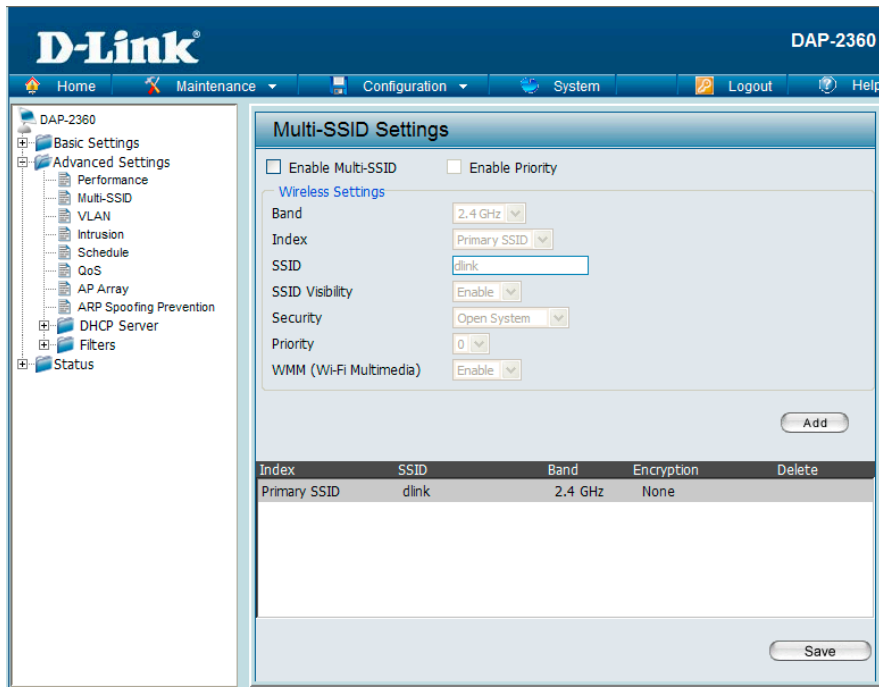 D-Link®
DAP-2360
Home Maintenance Configuration System Logout Help
DAP-2360
Basic Settings
Advanced Settings
Performance
Multi-SSID
VLAN
Intrusion
Schedule
QoS
AP Array
ARP Spoofing Prevention
DHCP Server
Filters
Status
Multi-SSID Settings
Enable Multi-SSID Enable Priority
Wireless Settings
Band 2.4 GHz
Index Primary SSID
SSID dlink
SSID Visibility Enable
Security Open System
Priority 0
WMM (Wi-Fi Multimedia) Enable
Add
Index SSID Band Encryption Delete
Primary SSID dlink 2.4 GHz None
Save